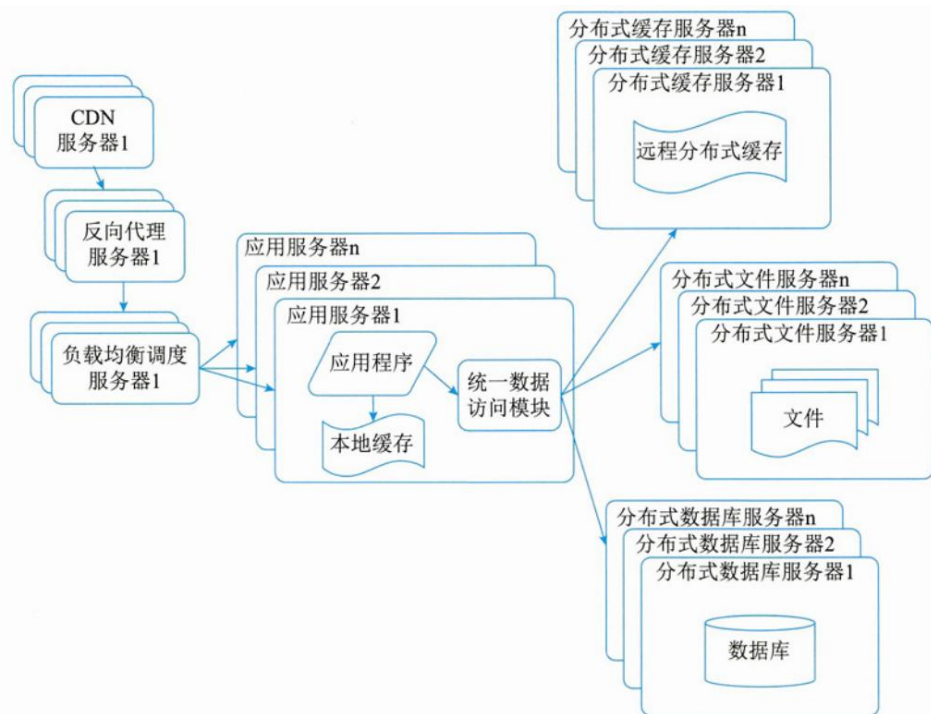 CDN
服务器1
反向代理
服务器1
负载均衡调度
服务器1
应用服务器n
应用服务器2
应用服务器1
应用程序
本地缓存
统一数据
访问模块
分布式缓存服务器n
分布式缓存服务器2
分布式缓存服务器1
远程分布式缓存
分布式文件服务器n
分布式文件服务器2
分布式文件服务器1
文件
分布式数据库服务器n
分布式数据库服务器2
分布式数据库服务器1
数据库